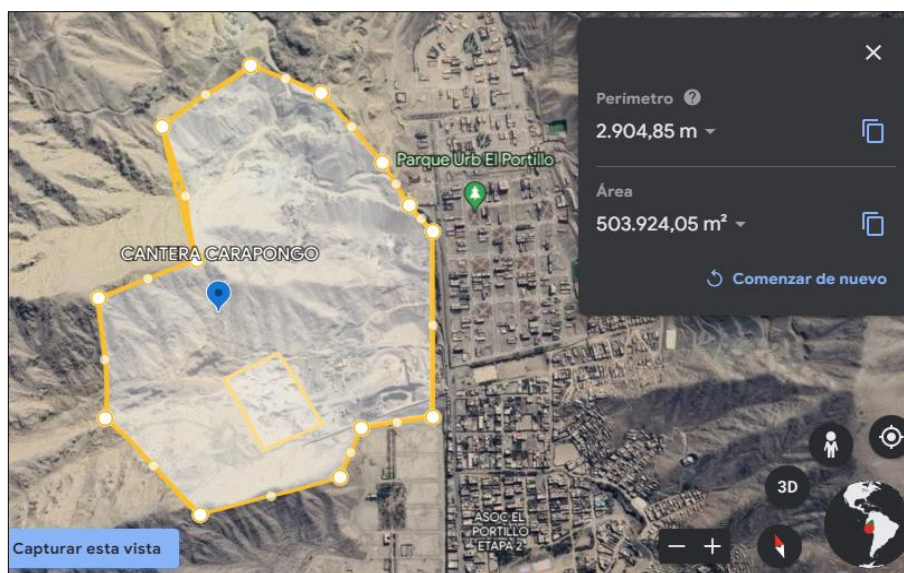 Perímetro
2.904,85 m
Área
503.924,05 m²
Comenzar de nuevo
Parque Urb El Portillo
CANTERA CARAPONGO
ASOC EL
PORTILLO
ETAPA 2
3D
Capturar esta vista